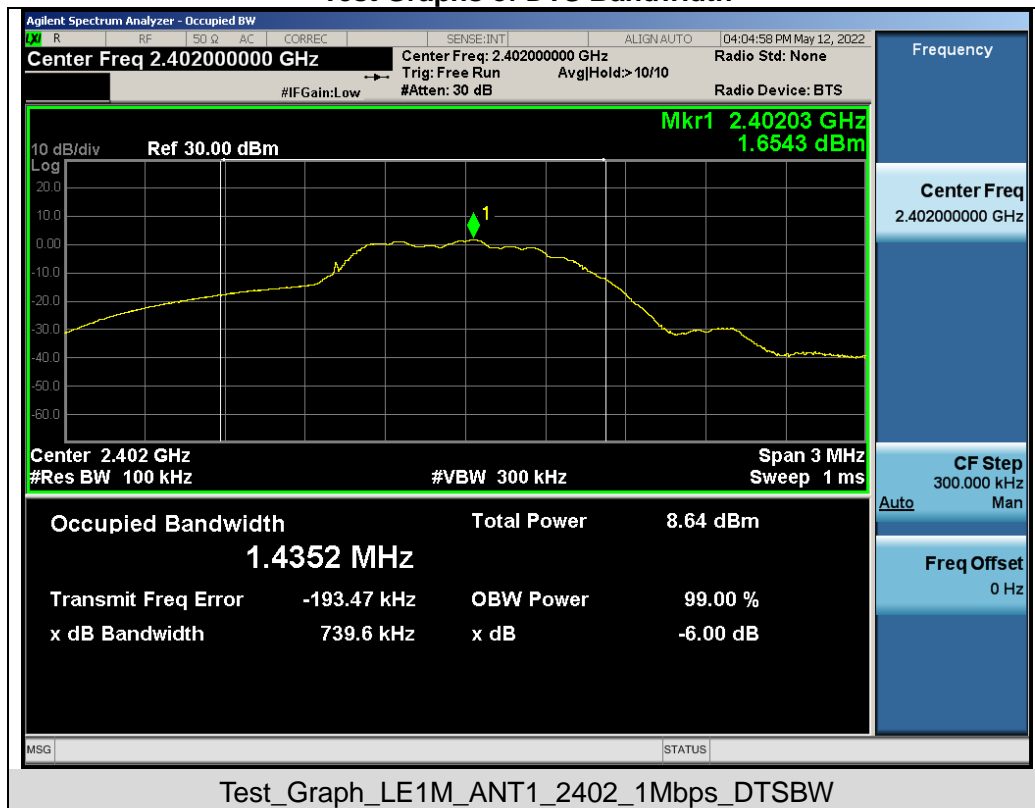 Agilent Spectrum Analyzer - Occupied BW
LXI R RF 50 Ω AC CORREC SENSE:INT ALIGN AUTO 04:04:58 PM May 12, 2022
Center Freq 2.402000000 GHz
Center Freq: 2.402000000 GHz Radio Std: None
Trig: Free Run Avg|Hold:> 10/10
#IFGain:Low #Atten: 30 dB Radio Device: BTS
Frequency
Mkr1 2.40203 GHz
1.6543 dBm
10 dB/div Ref 30.00 dBm
Log
20.0
10.0
0.00
-10.0
-20.0
-30.0
-40.0
-50.0
-60.0
1
Center 2.402 GHz Span 3 MHz
#Res BW 100 kHz #VBW 300 kHz Sweep 1 ms
Center Freq
2.402000000 GHz
CF Step
300.000 kHz
Auto Man
Freq Offset
0 Hz
Occupied Bandwidth Total Power 8.64 dBm
1.4352 MHz
Transmit Freq Error -193.47 kHz OBW Power 99.00 %
x dB Bandwidth 739.6 kHz x dB -6.00 dB
MSG STATUS
Test_Graph_LE1M_ANT1_2402_1Mbps_DTSBW